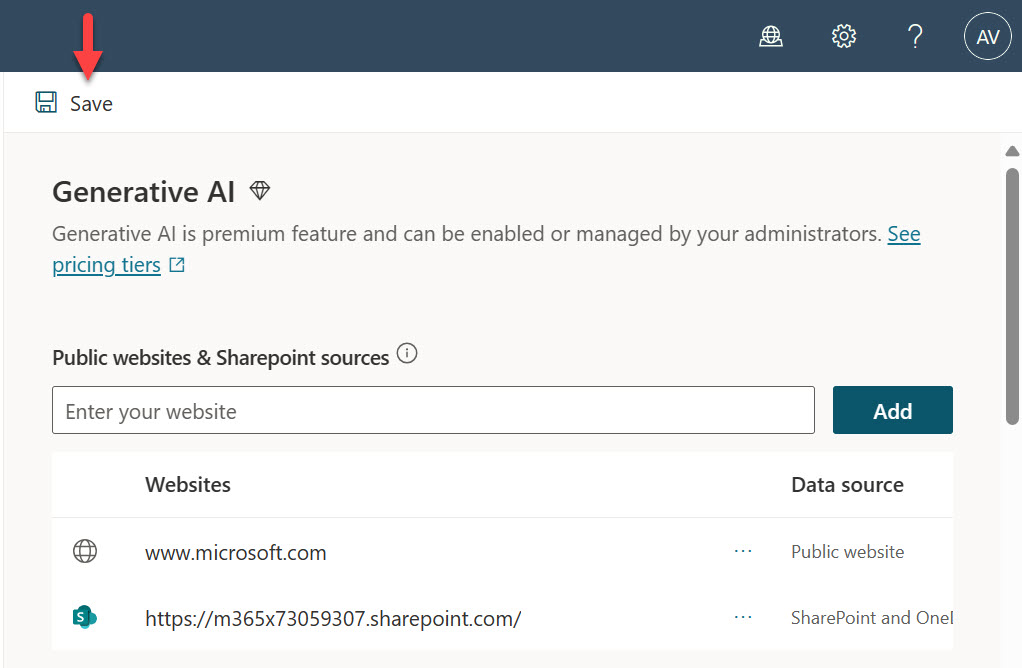 AV
Save
Generative AI
Generative AI is premium feature and can be enabled or managed by your administrators. See
pricing tiers
Public websites & Sharepoint sources
Enter your website
Add
Websites
Data source
www.microsoft.com
... Public website
https://m365x73059307.sharepoint.com/
... SharePoint and One